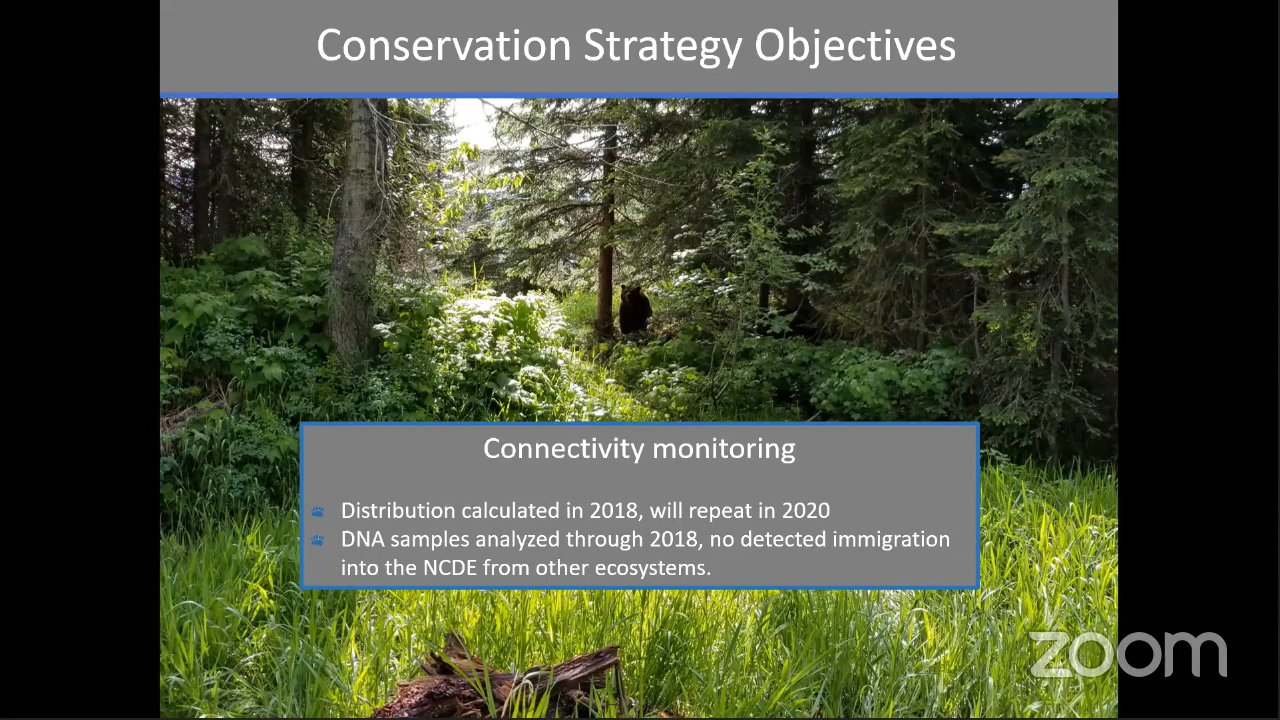 Conservation Strategy Objectives
Connectivity monitoring
Distribution calculated in 2018, will repeat in 2020
DNA samples analyzed through 2018, no detected immigration
into the NCDE from other ecosystems.
zoom